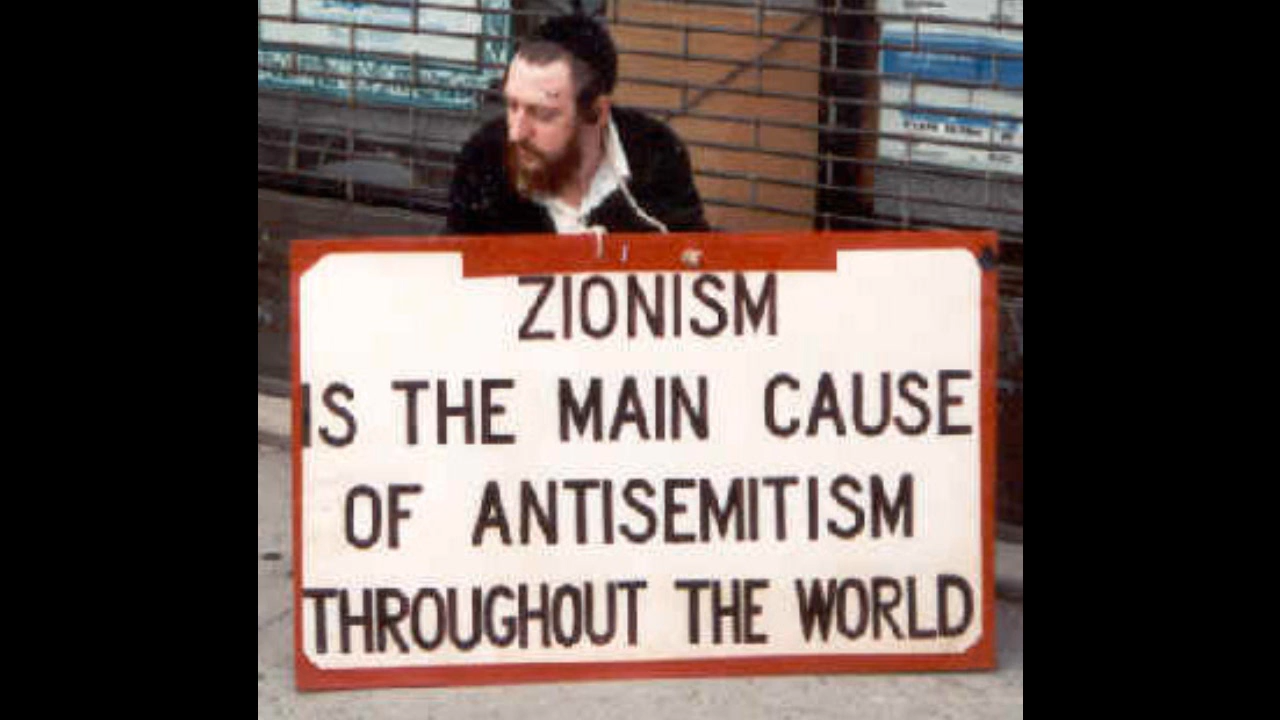 ZIONISM
IS THE MAIN CAUSE
OF ANTISEMITISM
THROUGHOUT THE WORLD